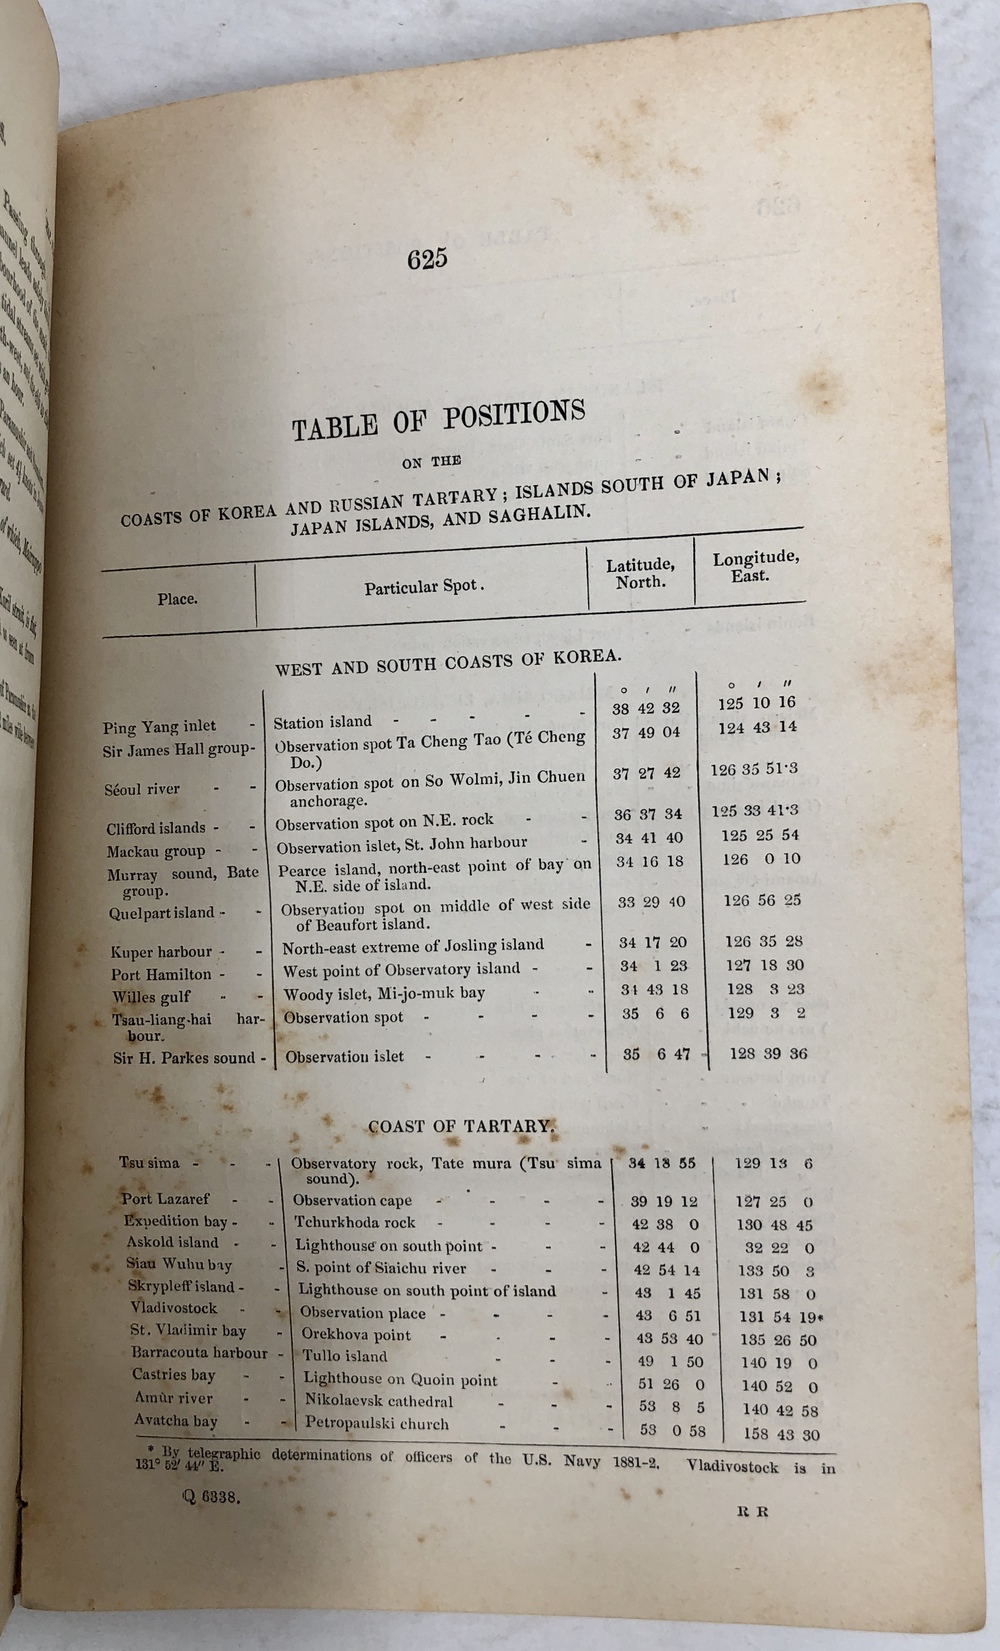 625
TABLE OF POSITIONS
ON THE
COASTS OF KOREA AND RUSSIAN TARTARY; ISLANDS SOUTH OF JAPAN;
JAPAN ISLANDS, AND SAGHALIN.
Place. Particular Spot. Latitude, North. Longitude, East.
WEST AND SOUTH COASTS OF KOREA.
° ′ ″ ° ′ ″
Ping Yang inlet - Station island - - - - - 38 42 32 125 10 16
Sir James Hall group- Observation spot Ta Cheng Tao (Té Cheng 37 49 04 124 43 14
Do.)
Séoul river - - Observation spot on So Wolmi, Jin Chuen 37 27 42 126 35 51·3
anchorage.
Clifford islands - - Observation spot on N.E. rock - - 36 37 34 125 33 41·3
Mackau group - - Observation islet, St. John harbour - 34 41 40 125 25 54
Murray sound, Bate Pearce island, north-east point of bay on 34 16 18 126 0 10
group. N.E. side of island.
Quelpart island - - Observation spot on middle of west side 33 29 40 126 56 25
of Beaufort island.
Kuper harbour - - North-east extreme of Josling island - 34 17 20 126 35 28
Port Hamilton - - West point of Observatory island - - 34 1 23 127 18 30
Willes gulf - - Woody islet, Mi-jo-muk bay - - 34 43 18 128 3 23
Tsau-liang-hai har- Observation spot - - - - 35 6 6 129 3 2
bour.
Sir H. Parkes sound - Observation islet - - - - 35 6 47 128 39 36
COAST OF TARTARY.
Tsu sima - - - Observatory rock, Tate mura (Tsu sima 34 18 55 129 13 6
sound).
Port Lazaref - - Observation cape - - - - 39 19 12 127 25 0
Expedition bay - - Tchurkhoda rock - - - - 42 38 0 130 48 45
Askold island - - Lighthouse on south point - - - 42 44 0 32 22 0
Siau Wuhu bay - S. point of Siaichu river - - - 42 54 14 133 50 3
Skrypleff island - - Lighthouse on south point of island - 43 1 45 131 58 0
Vladivostock - - Observation place - - - - 43 6 51 131 54 19*
St. Vladimir bay - Orekhova point - - - - 43 53 40 135 26 50
Barracouta harbour - Tullo island - - - 49 1 50 140 19 0
Castries bay - - Lighthouse on Quoin point - - 51 26 0 140 52 0
Amûr river - - Nikolaevsk cathedral - - - 53 8 5 140 42 58
Avatcha bay - - Petropaulski church - - - 53 0 58 158 43 30
* By telegraphic determinations of officers of the U.S. Navy 1881-2. Vladivostock is in
131° 52′ 44″ E.
Q 6338.
R R